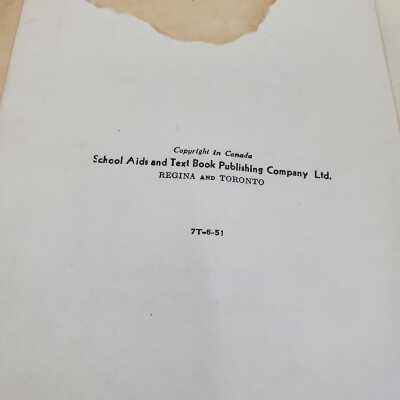 Copyright in Canada
School Aids and Text Book Publishing Company Ltd.
REGINA AND TORONTO
7T-6-51